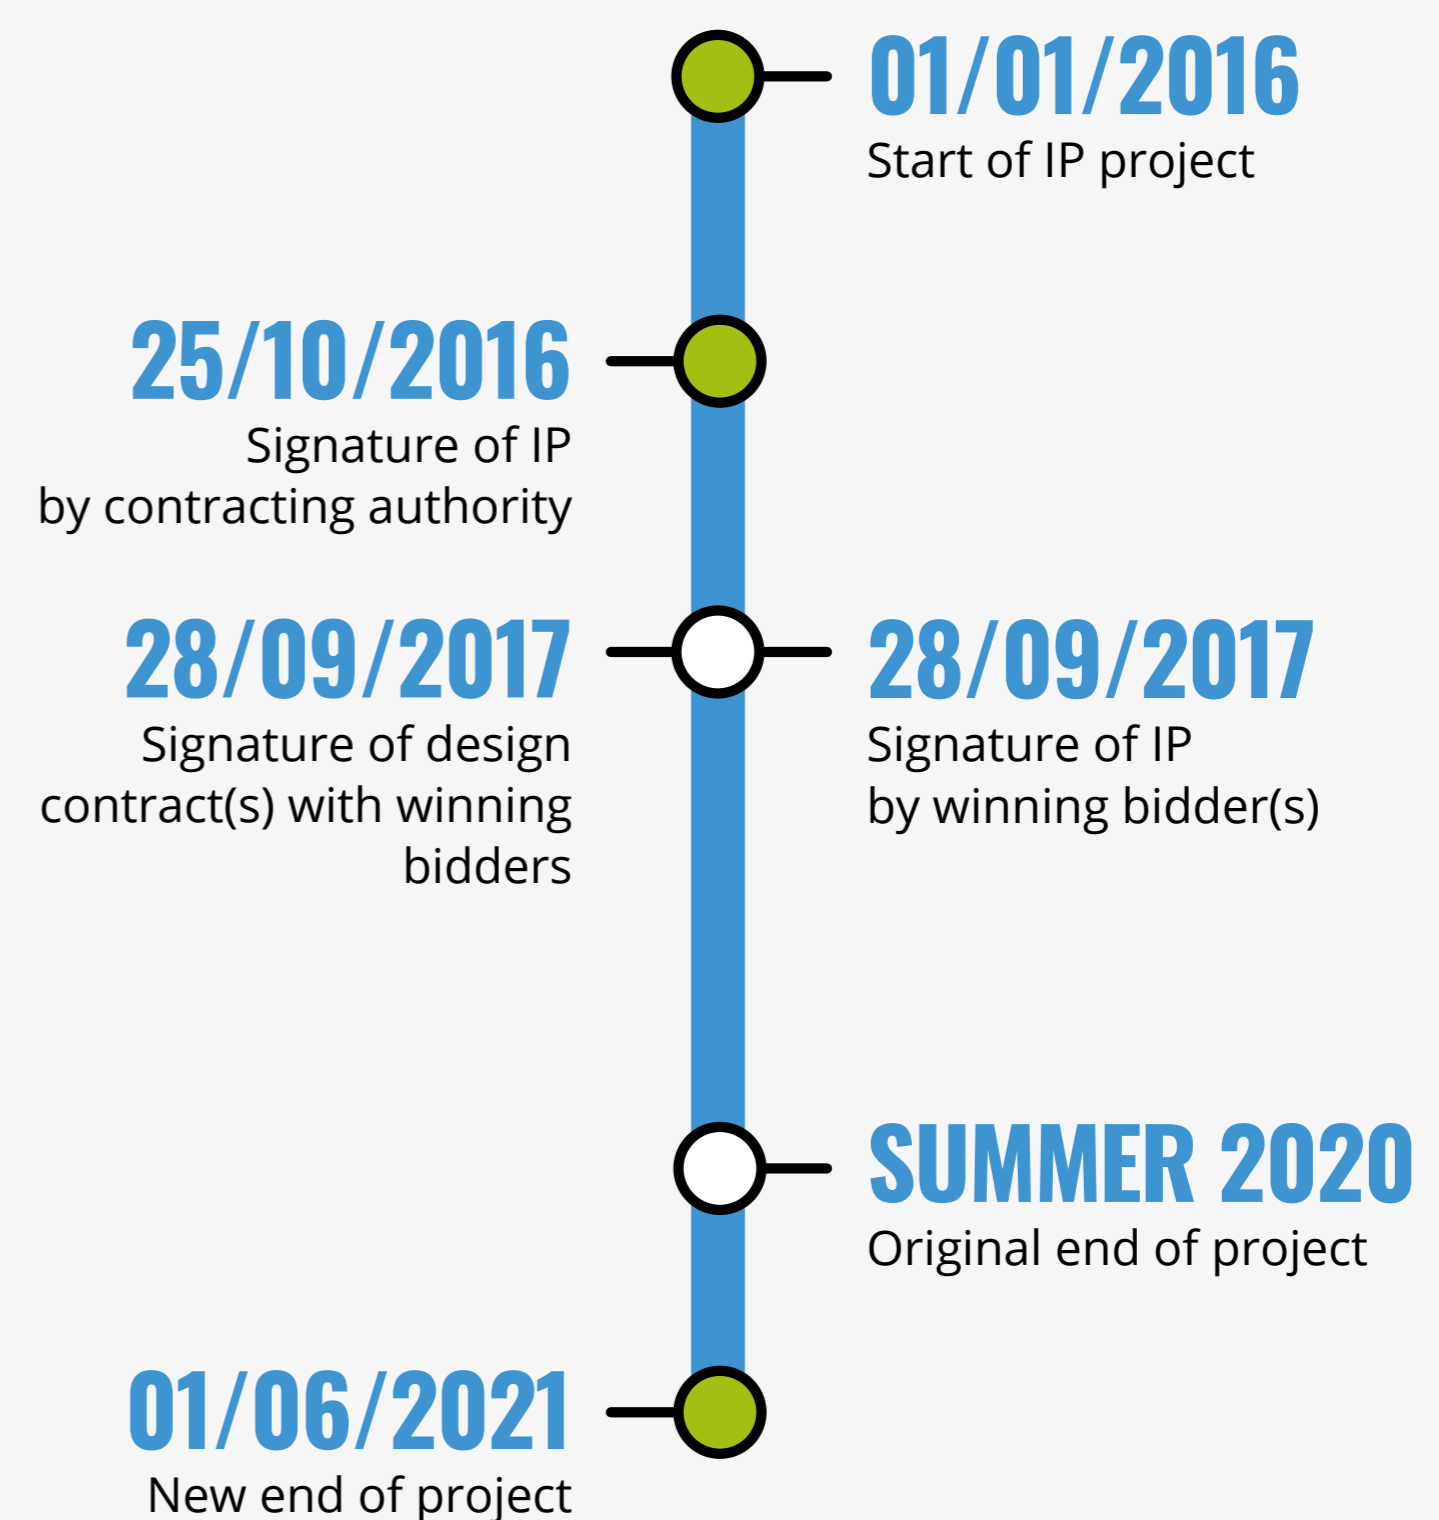 01/01/2016
Start of IP project
25/10/2016
Signature of IP
by contracting authority
28/09/2017
Signature of design
contract(s) with winning
bidders
28/09/2017
Signature of IP
by winning bidder(s)
SUMMER 2020
Original end of project
01/06/2021
New end of project